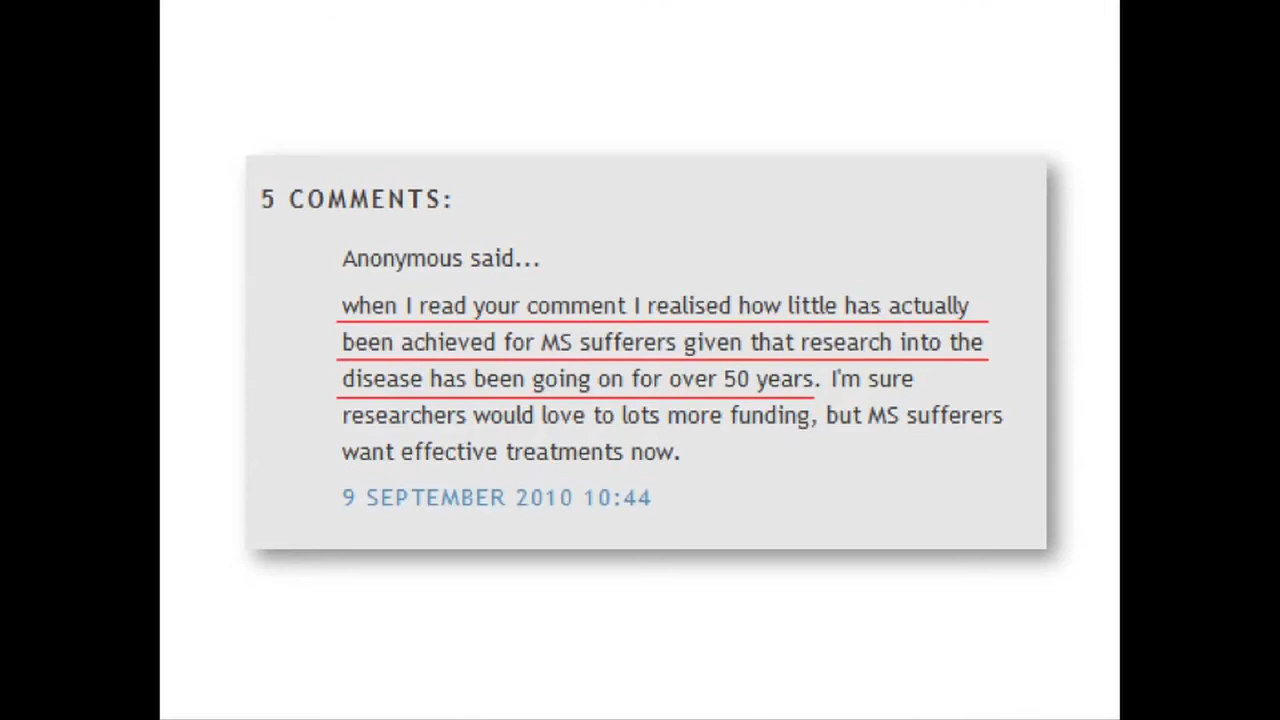 5 COMMENTS:
Anonymous said...
when I read your comment I realised how little has actually
been achieved for MS sufferers given that research into the
disease has been going on for over 50 years. I'm sure
researchers would love to lots more funding, but MS sufferers
want effective treatments now.
9 SEPTEMBER 2010 10:44